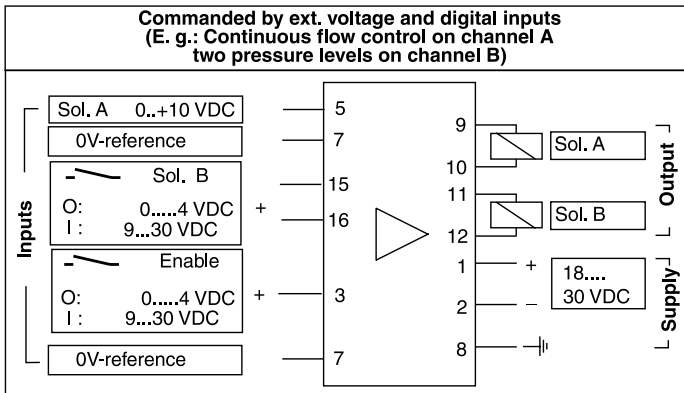 Commanded by ext. voltage and digital inputs
(E. g.: Continuous flow control on channel A
two pressure levels on channel B)
Inputs
Sol. A 0..+10 VDC
5
0V-reference
7
Sol. B
O: 0.....4 VDC
I : 9...30 VDC
+
15
16
Enable
O: 0.....4 VDC
I : 9...30 VDC
+
3
0V-reference
7
9
10
Sol. A
11
12
Sol. B
Output
1
+
2
–
18....
30 VDC
8
Supply